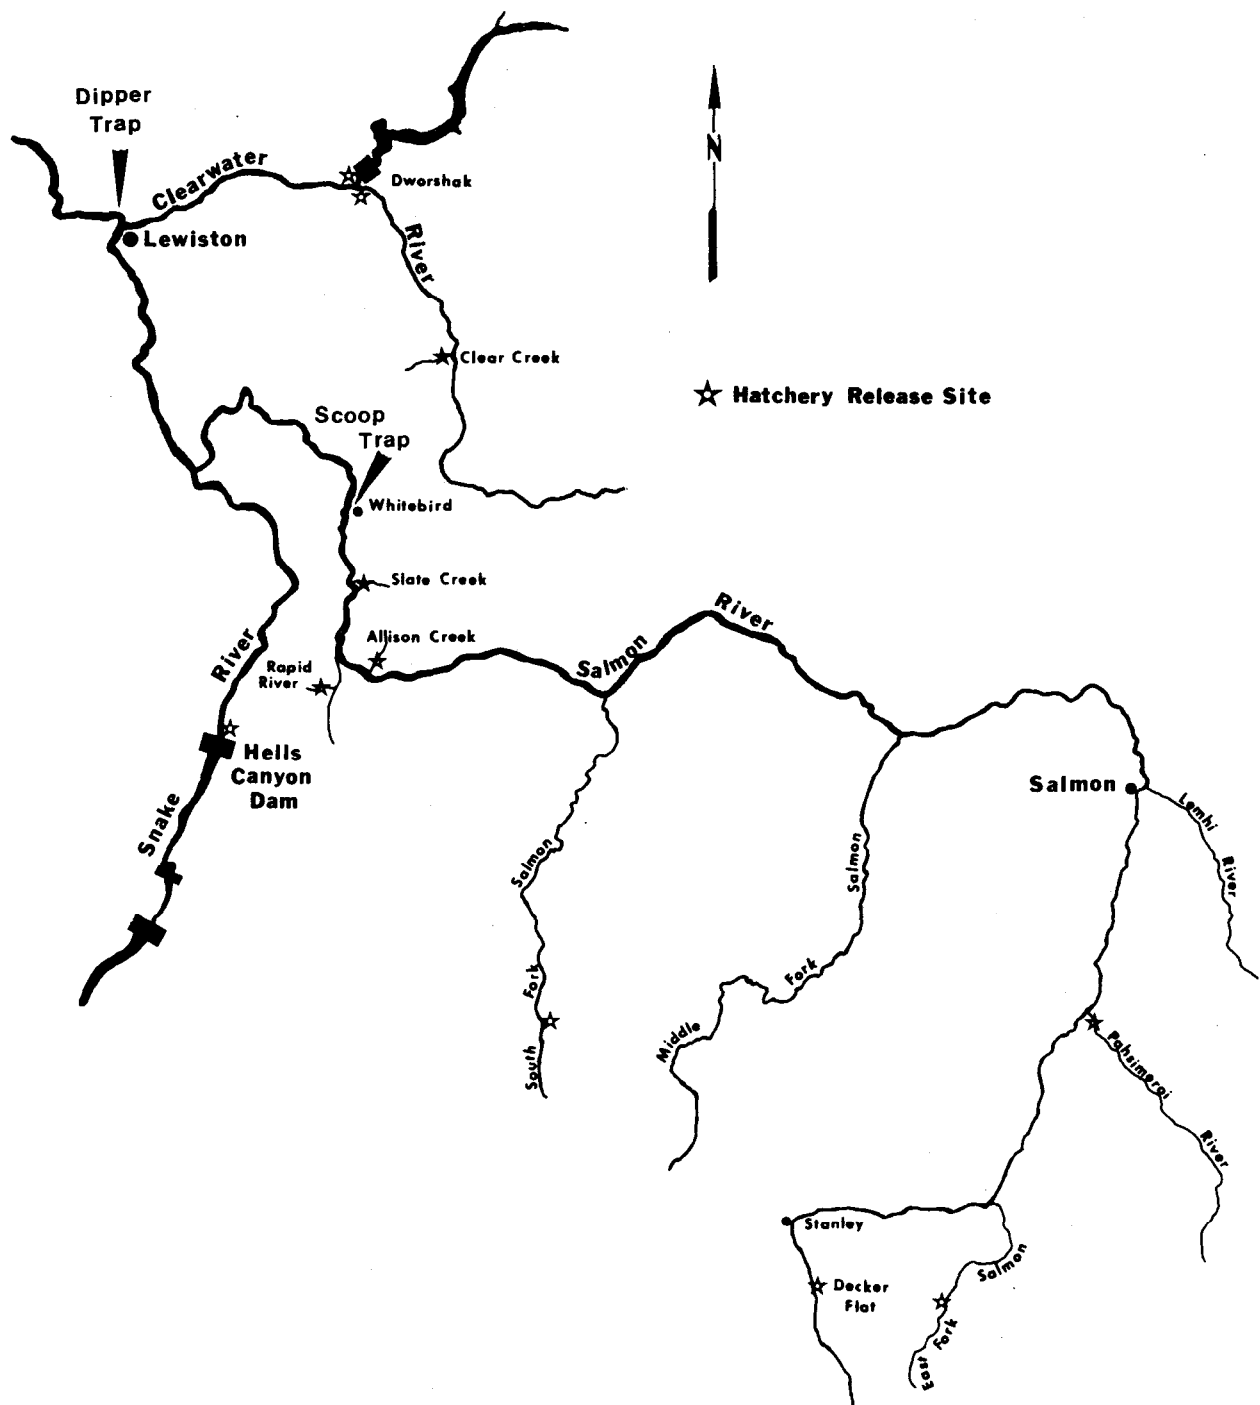 Dipper
Trap
Clearwater
River
Dworshak
Lewiston
N
Clear Creek
Hatchery Release Site
Scoop
Trap
Whitebird
Slate Creek
Allison Creek
Rapid
River
Salmon
River
Snake
River
Hells
Canyon
Dam
Salmon
Lemhi
River
South
Fork
Salmon
Middle
Fork
Salmon
Pahsimeroi
River
Stanley
Decker
Flat
East
Fork
Salmon